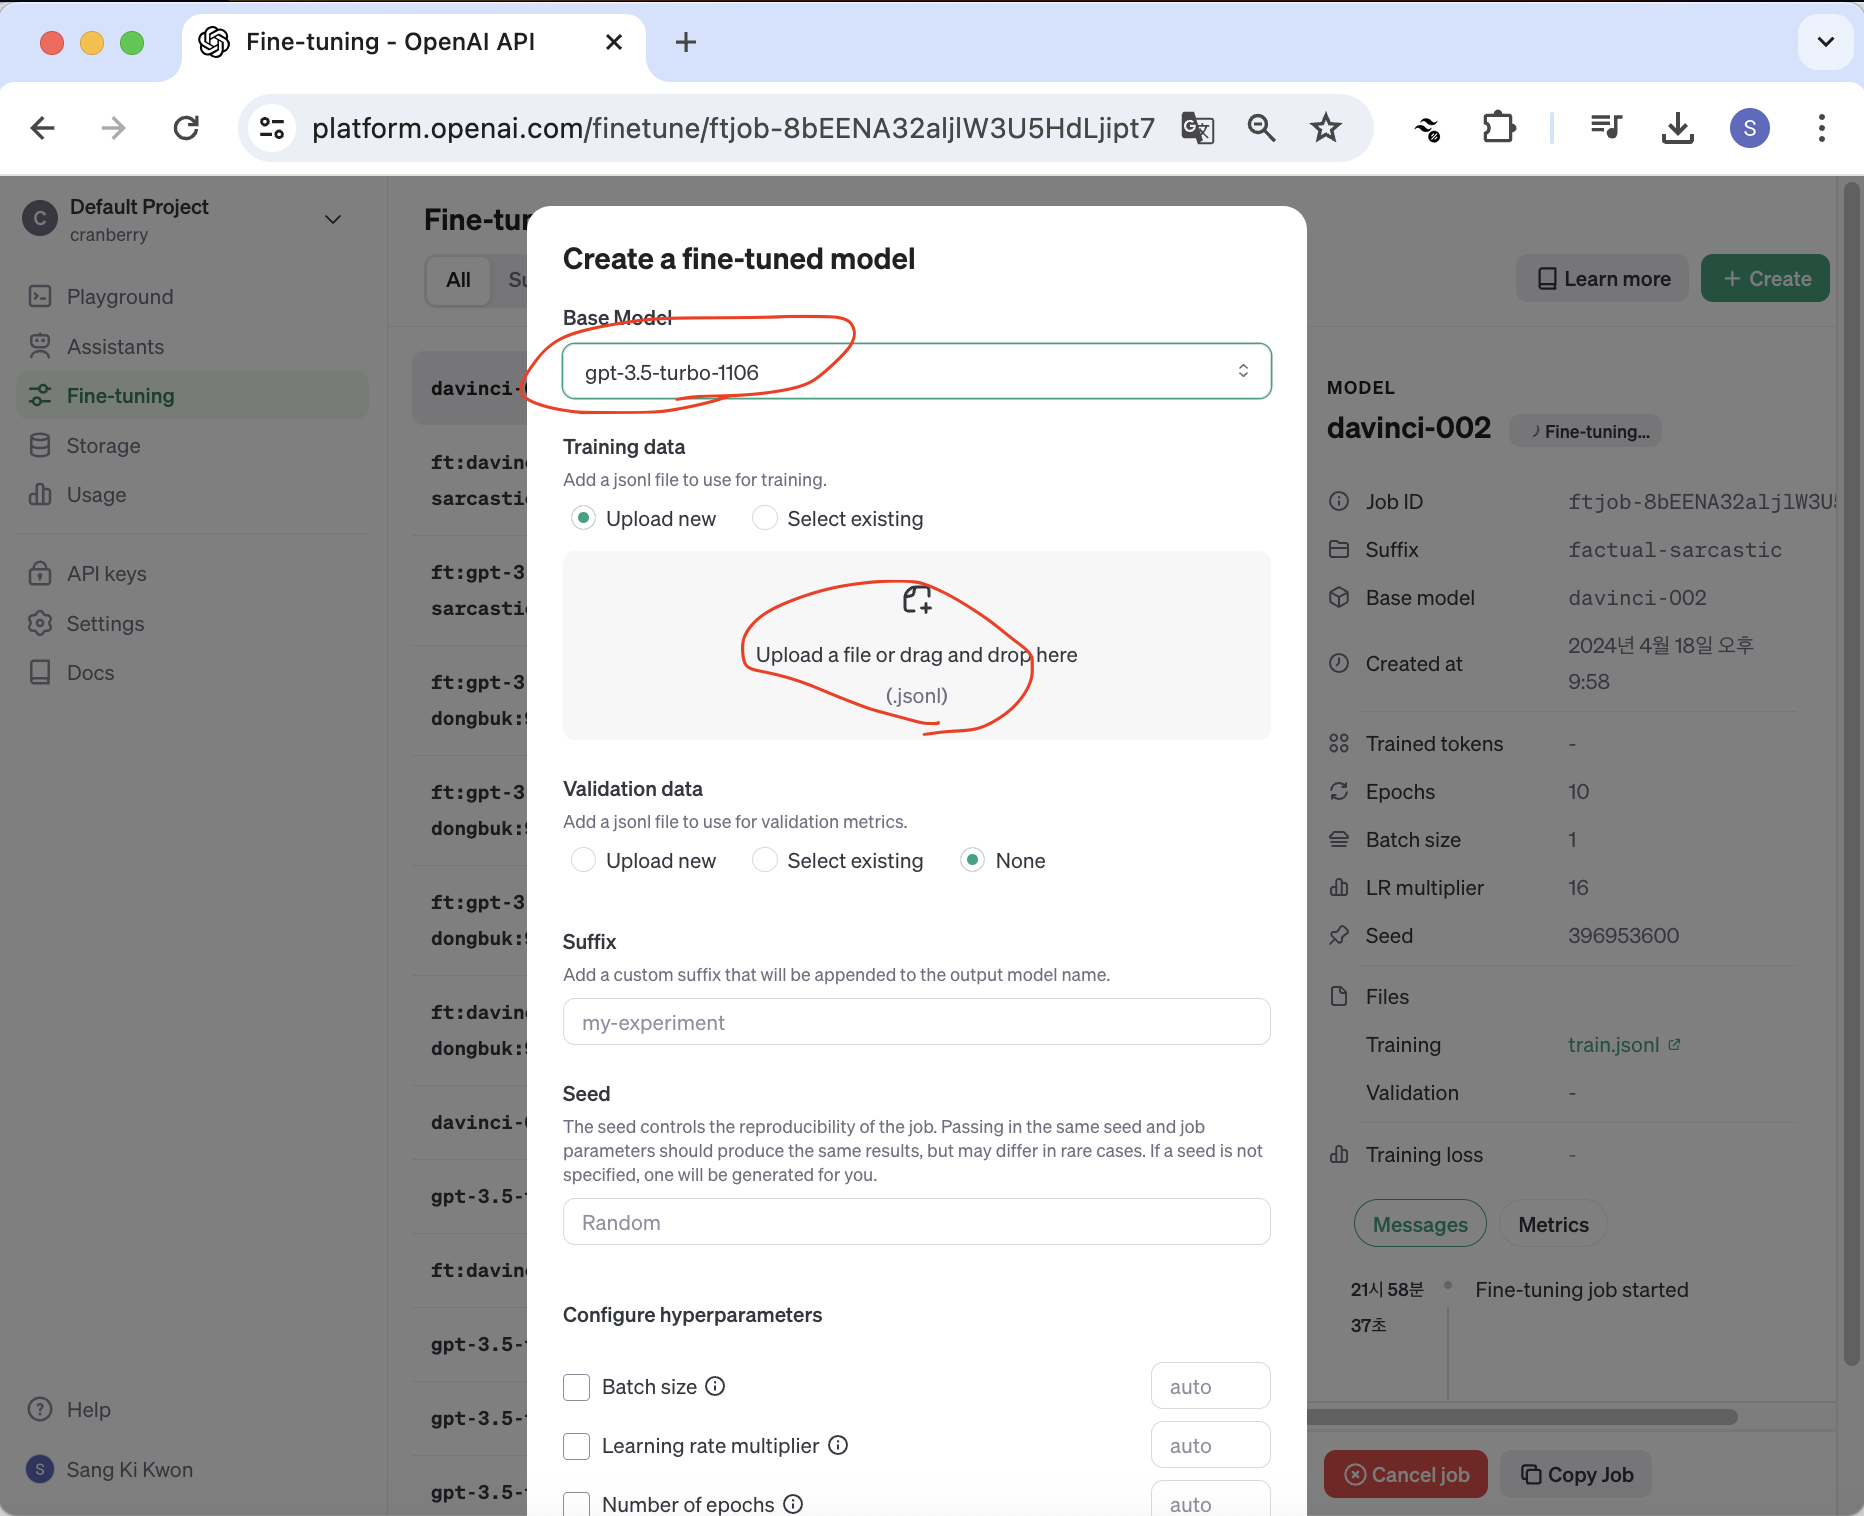 Fine-tuning - OpenAI API
platform.openai.com/finetune/ftjob-8bEENA32aljlW3U5HdLjipt7
S
C
Default Project
cranberry
Playground
Assistants
Fine-tuning
Storage
Usage
API keys
Settings
Docs
Help
S
Sang Ki Kwon
Fine-tur
All
Su
davinci-
ft:davin
sarcasti
ft:gpt-3
sarcasti
ft:gpt-3
dongbuk:
ft:gpt-3
dongbuk:
ft:gpt-3
dongbuk:
ft:davin
dongbuk:
davinci-
gpt-3.5-
ft:davin
gpt-3.5-
gpt-3.5-
gpt-3.5-
Create a fine-tuned model
Base Model
gpt-3.5-turbo-1106
Training data
Add a jsonl file to use for training.
Upload new
Select existing
Upload a file or drag and drop here
(.jsonl)
Validation data
Add a jsonl file to use for validation metrics.
Upload new
Select existing
None
Suffix
Add a custom suffix that will be appended to the output model name.
my-experiment
Seed
The seed controls the reproducibility of the job. Passing in the same seed and job
parameters should produce the same results, but may differ in rare cases. If a seed is not
specified, one will be generated for you.
Random
Configure hyperparameters
Batch size
auto
Learning rate multiplier
auto
Number of epochs
auto
Learn more
+ Create
MODEL
davinci-002
Fine-tuning...
Job ID
ftjob-8bEENA32aljlW3U
Suffix
factual-sarcastic
Base model
davinci-002
Created at
2024년 4월 18일 오후
9:58
Trained tokens
-
Epochs
10
Batch size
1
LR multiplier
16
Seed
396953600
Files
Training
train.jsonl
Validation
-
Training loss
-
Messages
Metrics
21시 58분
37초
Fine-tuning job started
Cancel job
Copy Job